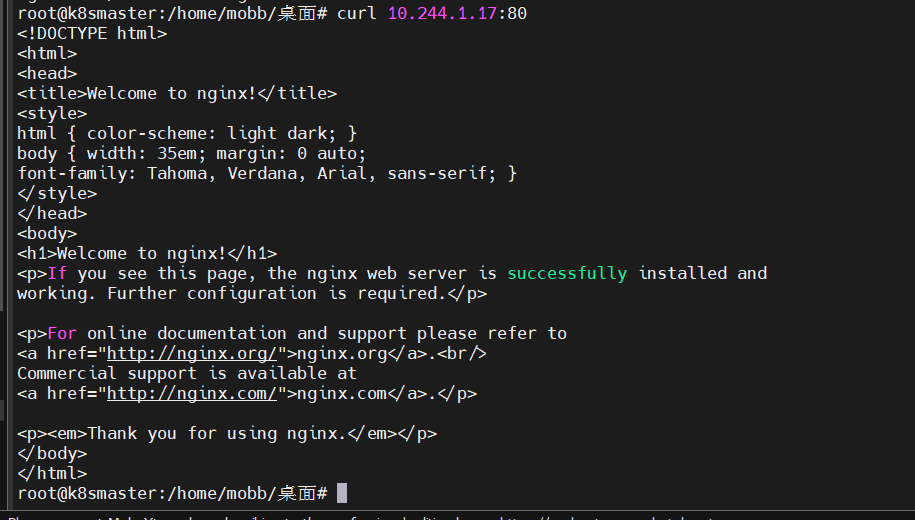 root@k8smaster:/home/mobb/桌面# curl 10.244.1.17:80
<!DOCTYPE html>
<html>
<head>
<title>Welcome to nginx!</title>
<style>
html { color-scheme: light dark; }
body { width: 35em; margin: 0 auto;
font-family: Tahoma, Verdana, Arial, sans-serif; }
</style>
</head>
<body>
<h1>Welcome to nginx!</h1>
<p>If you see this page, the nginx web server is successfully installed and
working. Further configuration is required.</p>

<p>For online documentation and support please refer to
<a href="http://nginx.org/">nginx.org</a>.<br/>
Commercial support is available at
<a href="http://nginx.com/">nginx.com</a>.</p>

<p><em>Thank you for using nginx.</em></p>
</body>
</html>
root@k8smaster:/home/mobb/桌面#